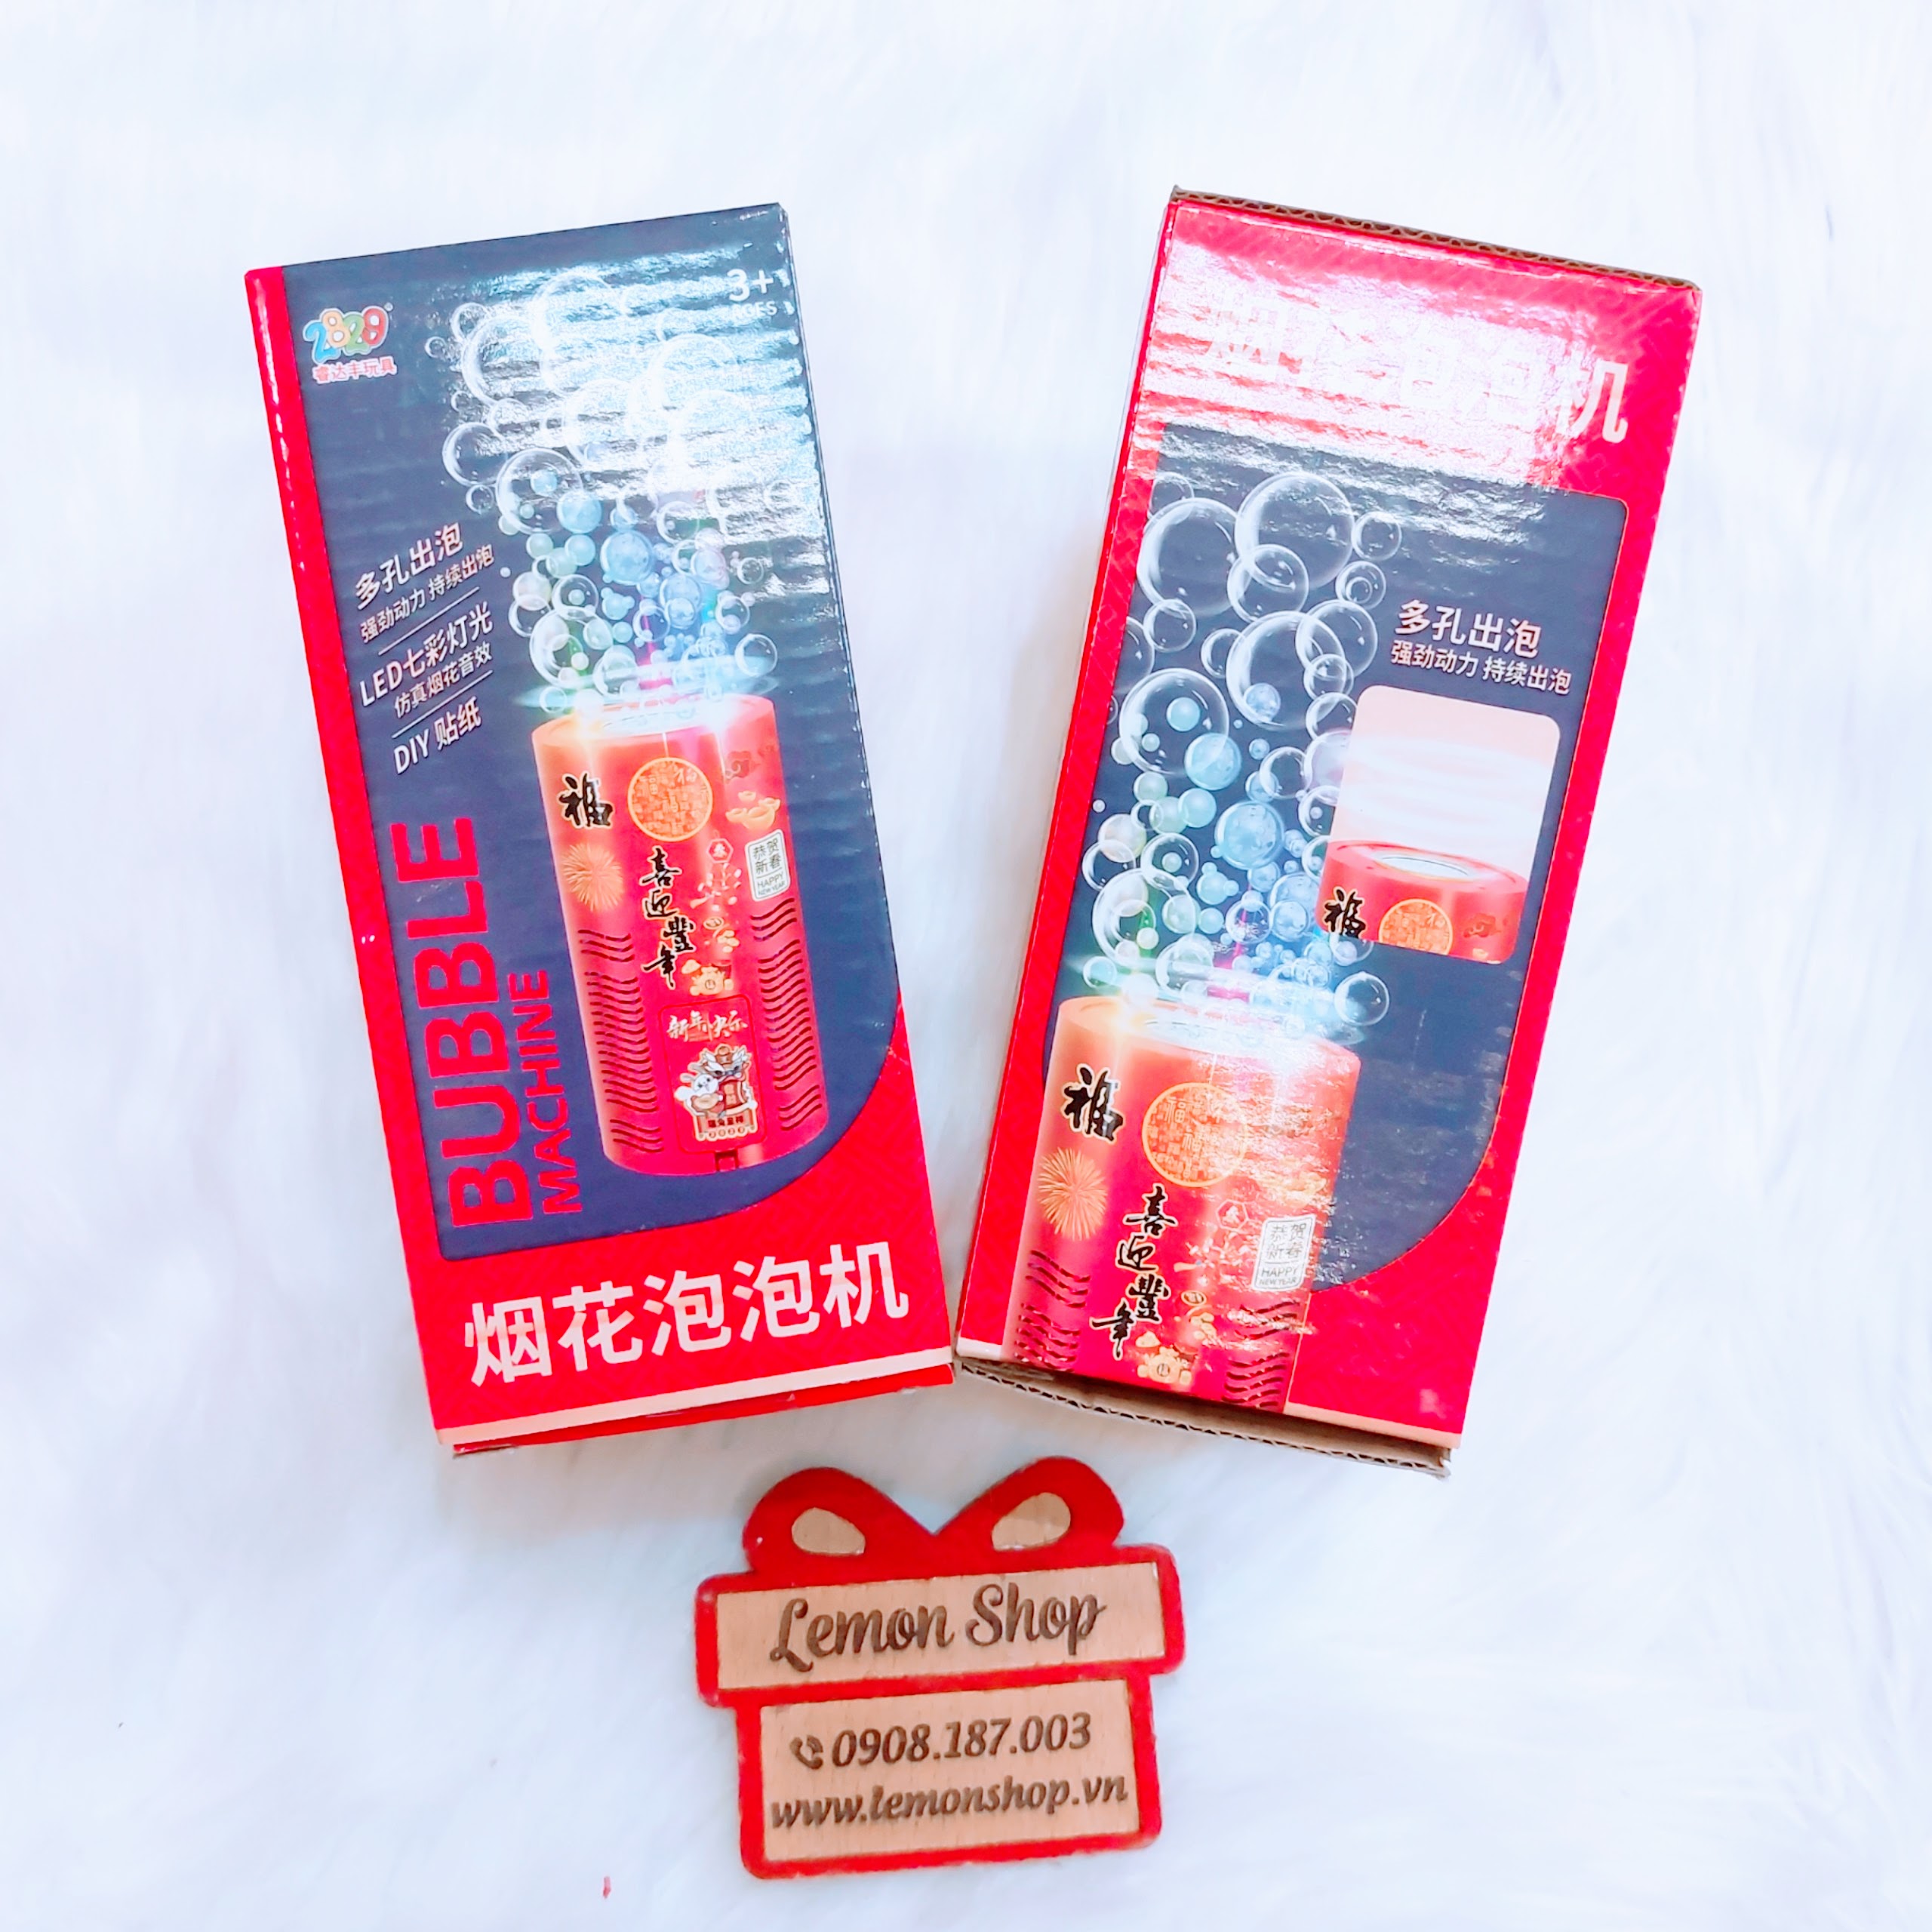 2829
睿达丰玩具
3+
AGES
多孔出泡
强劲动力 持续出泡
LED七彩灯光
仿真烟花音效
DIY 贴纸
BUBBLE
MACHINE
福
喜迎豐年
恭贺
新春
HAPPY
NEW YEAR
新年快乐
烟花泡泡机
烟花泡泡机
多孔出泡
强劲动力 持续出泡
福
福
喜迎豐年
恭贺
新春
HAPPY
NEW YEAR
Lemon Shop
0908.187.003
www.lemonshop.vn